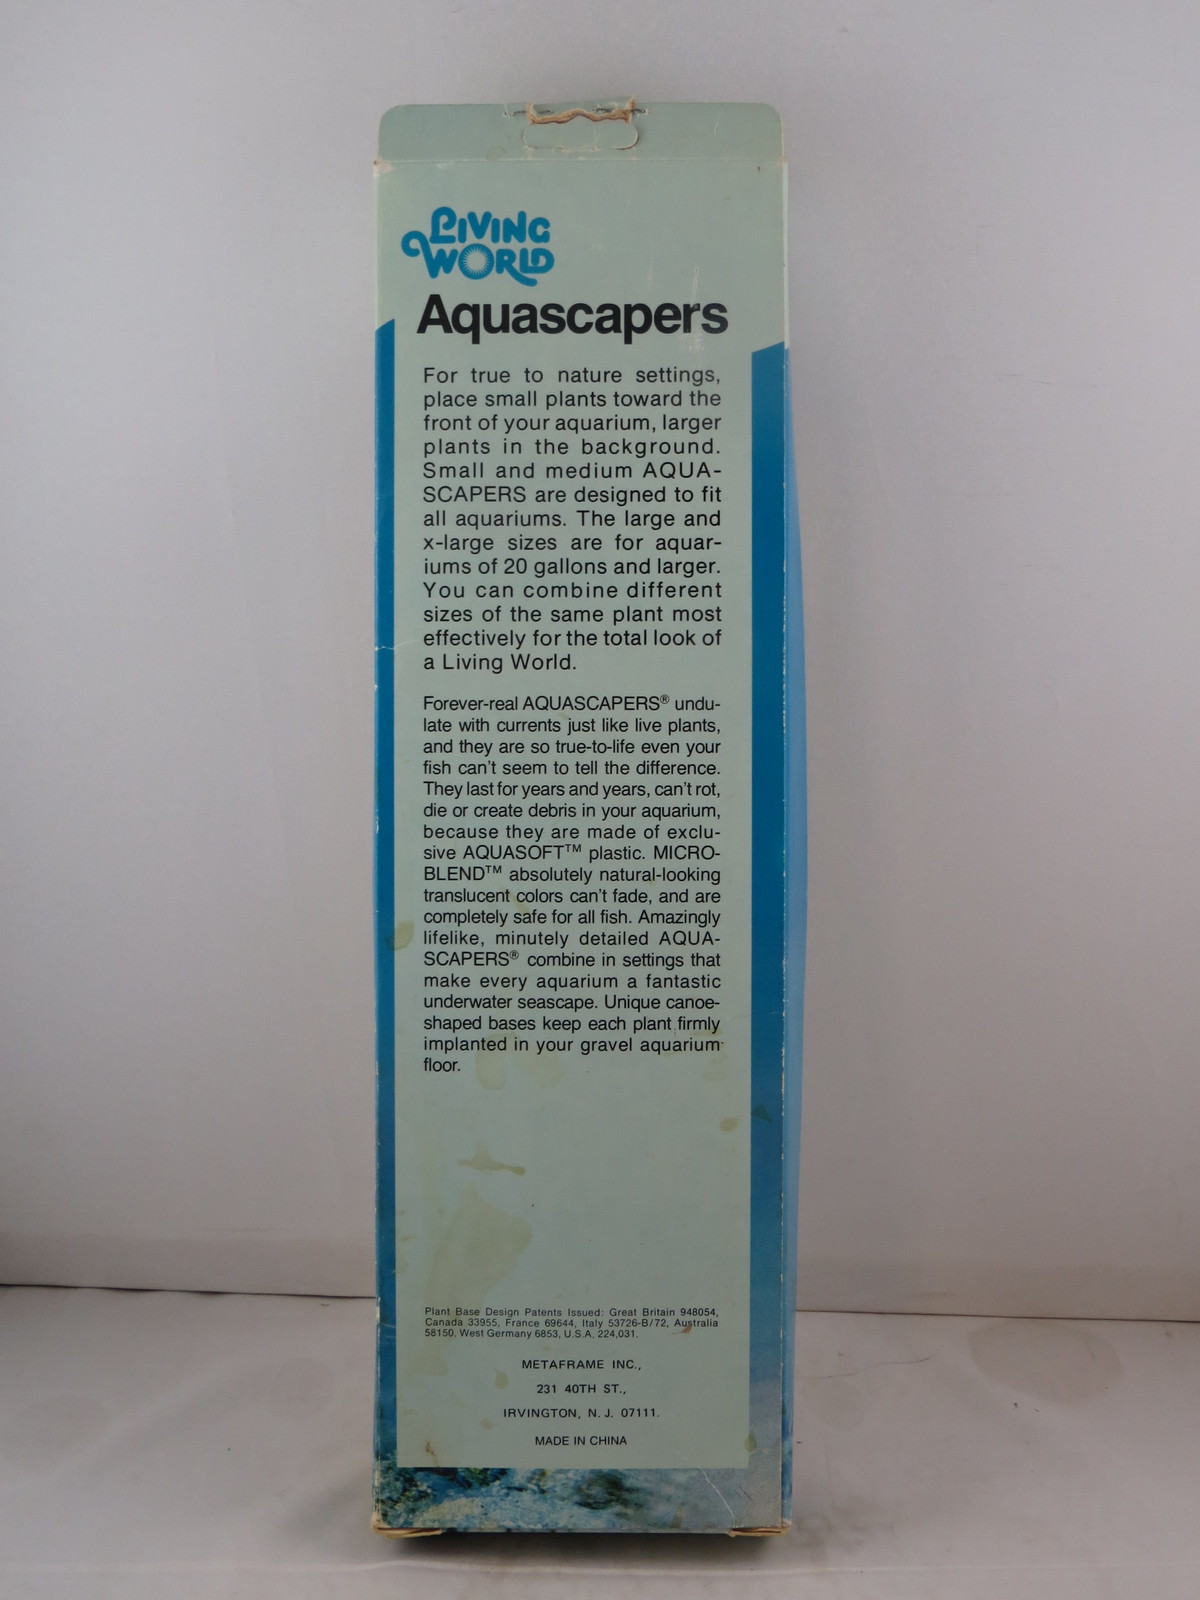 LIVING
WORLD
Aquascapers
For true to nature settings,
place small plants toward the
front of your aquarium, larger
plants in the background.
Small and medium AQUA-
SCAPERS are designed to fit
all aquariums. The large and
x-large sizes are for aquar-
iums of 20 gallons and larger.
You can combine different
sizes of the same plant most
effectively for the total look of
a Living World.
Forever-real AQUASCAPERS® undu-
late with currents just like live plants,
and they are so true-to-life even your
fish can't seem to tell the difference.
They last for years and years, can't rot,
die or create debris in your aquarium,
because they are made of exclu-
sive AQUASOFT™ plastic. MICRO-
BLEND™ absolutely natural-looking
translucent colors can't fade, and are
completely safe for all fish. Amazingly
lifelike, minutely detailed AQUA-
SCAPERS® combine in settings that
make every aquarium a fantastic
underwater seascape. Unique canoe-
shaped bases keep each plant firmly
implanted in your gravel aquarium
floor.
Plant Base Design Patents Issued: Great Britain 948054,
Canada 33955, France 69644, Italy 53726-B/72, Australia
58150, West Germany 6853, U.S.A. 224,031.
METAFRAME INC.,
231 40TH ST.,
IRVINGTON, N. J. 07111.
MADE IN CHINA